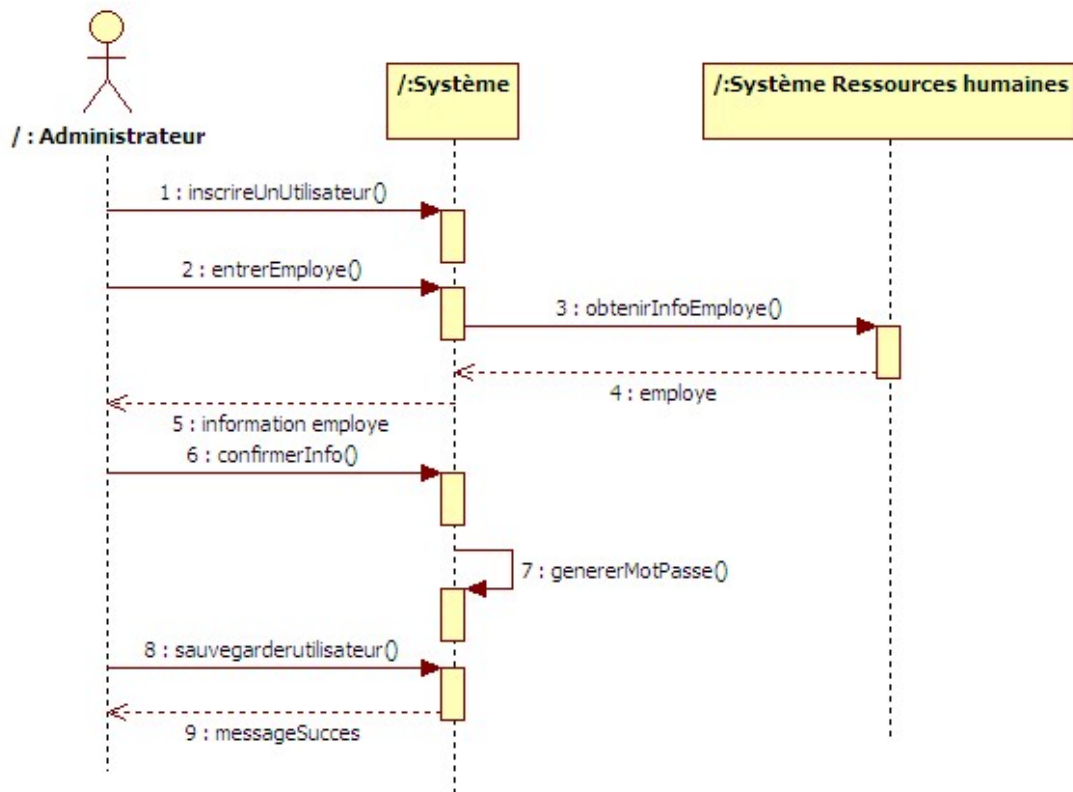 /:Système
/:Système Ressources humaines
/ : Administrateur
1 : inscrireUnUtilisateur()
2 : entrerEmploye()
3 : obtenirInfoEmploye()
4 : employe
5 : information employe
6 : confirmerInfo()
7 : genererMotPasse()
8 : sauvegarderutilisateur()
9 : messageSucces